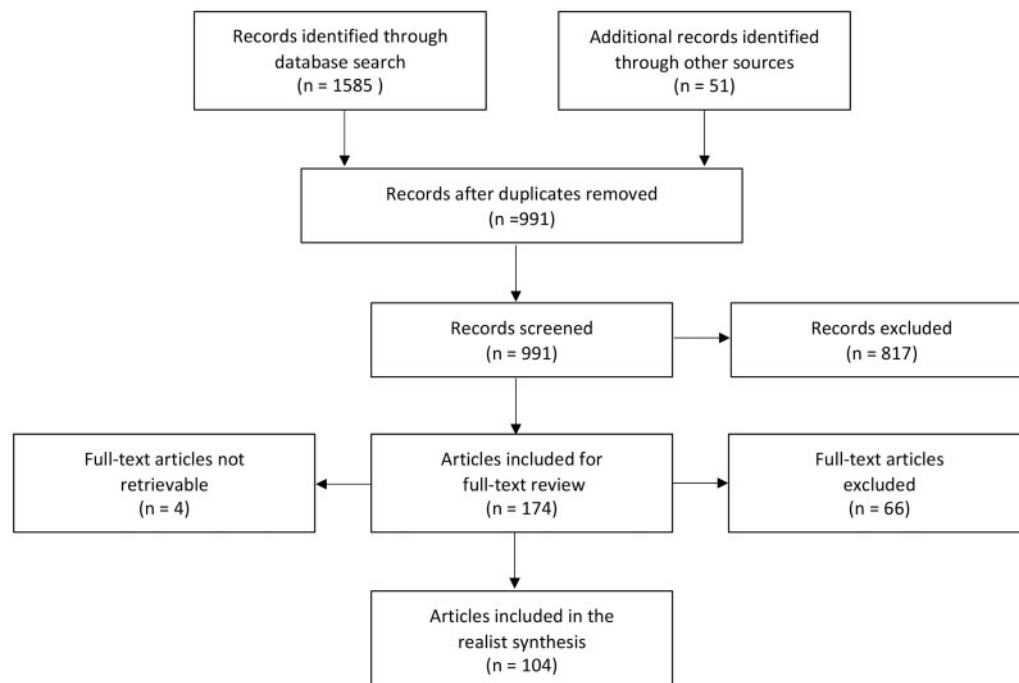 Records identified through
database search
(n = 1585 )
Additional records identified
through other sources
(n = 51)
Records after duplicates removed
(n =991)
Records screened
(n = 991)
Records excluded
(n = 817)
Full-text articles not
retrievable
(n = 4)
Articles included for
full-text review
(n = 174)
Full-text articles
excluded
(n = 66)
Articles included in the
realist synthesis
(n = 104)